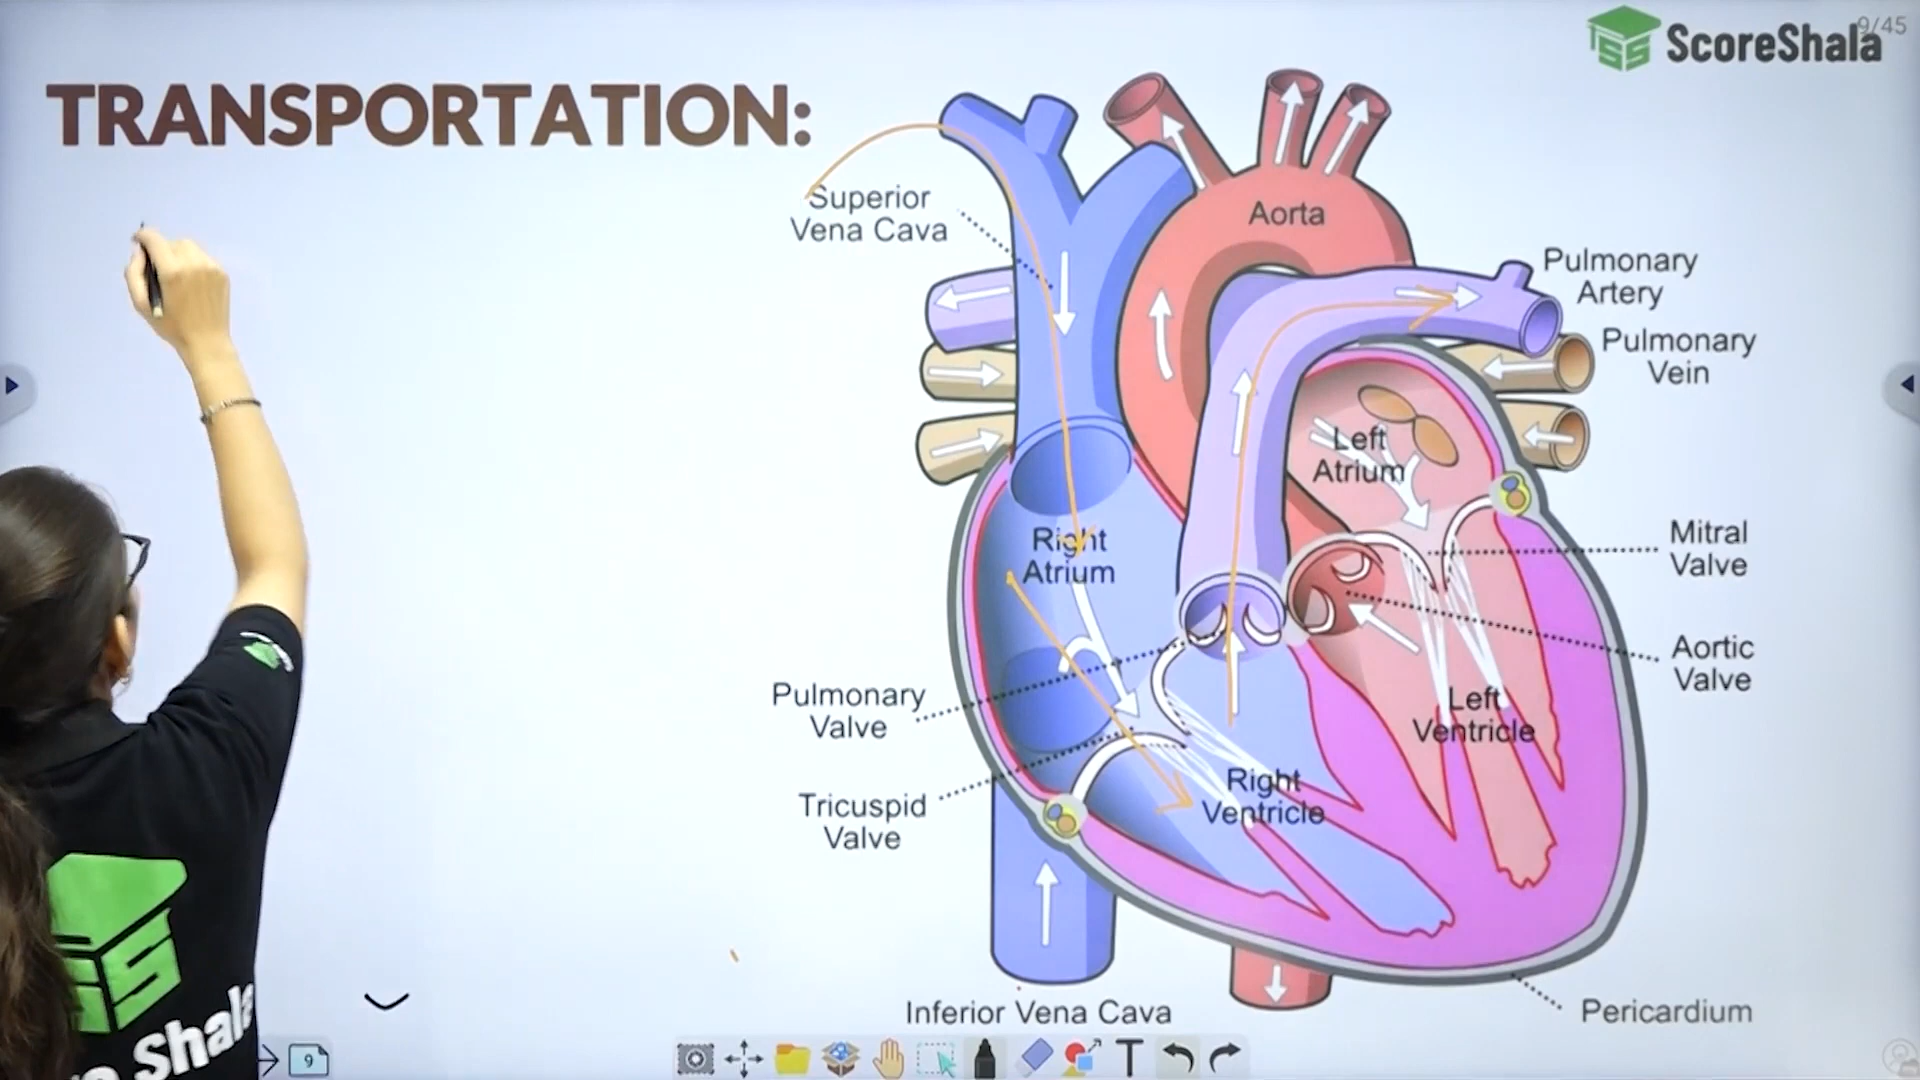 9/45
ScoreShala
TRANSPORTATION:
Superior
Vena Cava
Aorta
Pulmonary
Artery
Pulmonary
Vein
Left
Atrium
Right
Atrium
Mitral
Valve
Aortic
Valve
Pulmonary
Valve
Left
Ventricle
Tricuspid
Valve
Right
Ventricle
Inferior Vena Cava
Pericardium
9
Shala